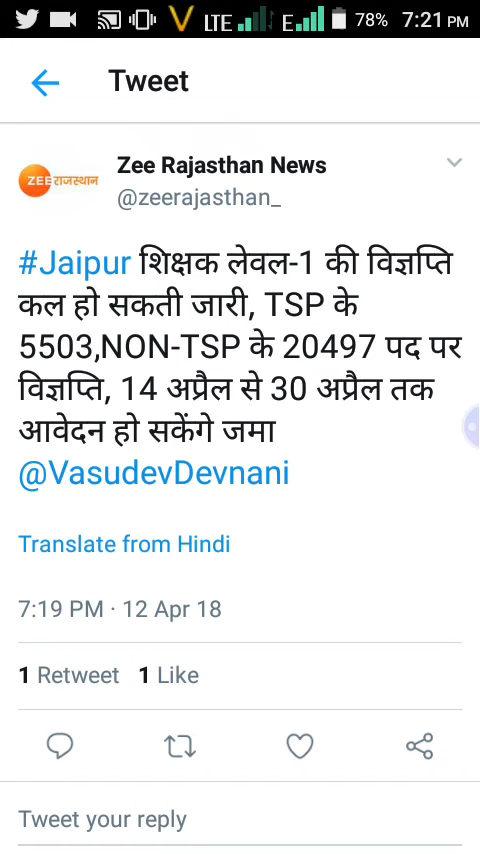 LTE E 78% 7:21 PM
Tweet
ZEE राजस्थान
Zee Rajasthan News
@zeerajasthan_
#Jaipur शिक्षक लेवल-1 की विज्ञप्ति
कल हो सकती जारी, TSP के
5503,NON-TSP के 20497 पद पर
विज्ञप्ति, 14 अप्रैल से 30 अप्रैल तक
आवेदन हो सकेंगे जमा
@VasudevDevnani
Translate from Hindi
7:19 PM · 12 Apr 18
1 Retweet 1 Like
Tweet your reply